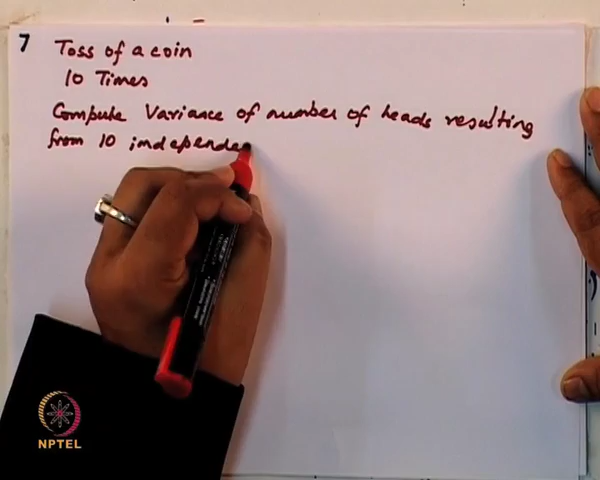 7 Toss of a coin
10 Times
Compute Variance of number of heads resulting
from 10 independe
NPTEL